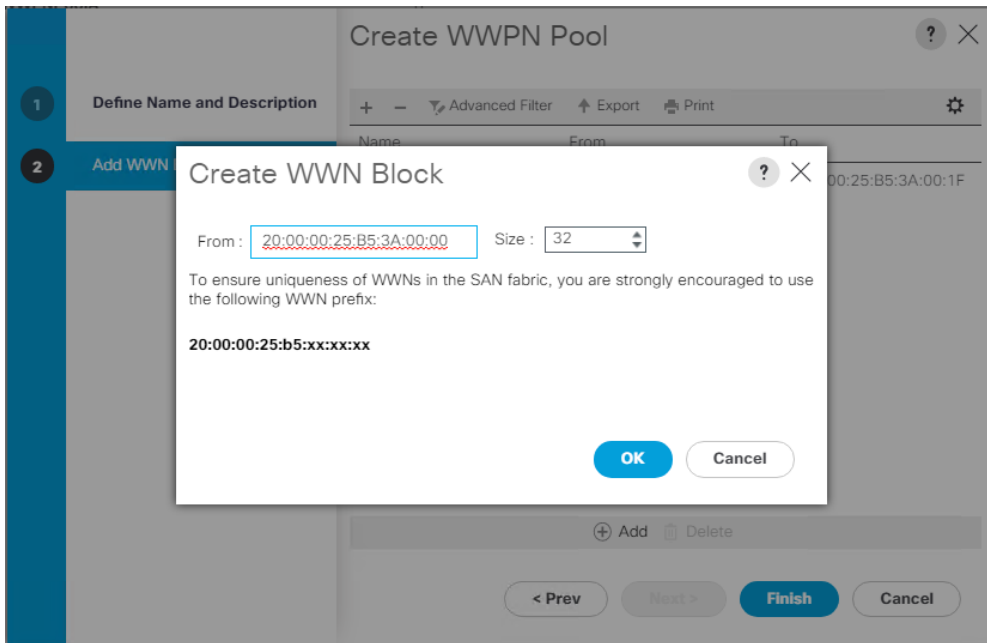 Create WWPN Pool
?
1
Define Name and Description
+ − Advanced Filter Export Print
Name From To
2
Add WWN
00:25:B5:3A:00:1F
Create WWN Block
?
From : 20:00:00:25:B5:3A:00:00 Size : 32
To ensure uniqueness of WWNs in the SAN fabric, you are strongly encouraged to use
the following WWN prefix:
20:00:00:25:b5:xx:xx:xx
OK Cancel
Add Delete
< Prev Next > Finish Cancel